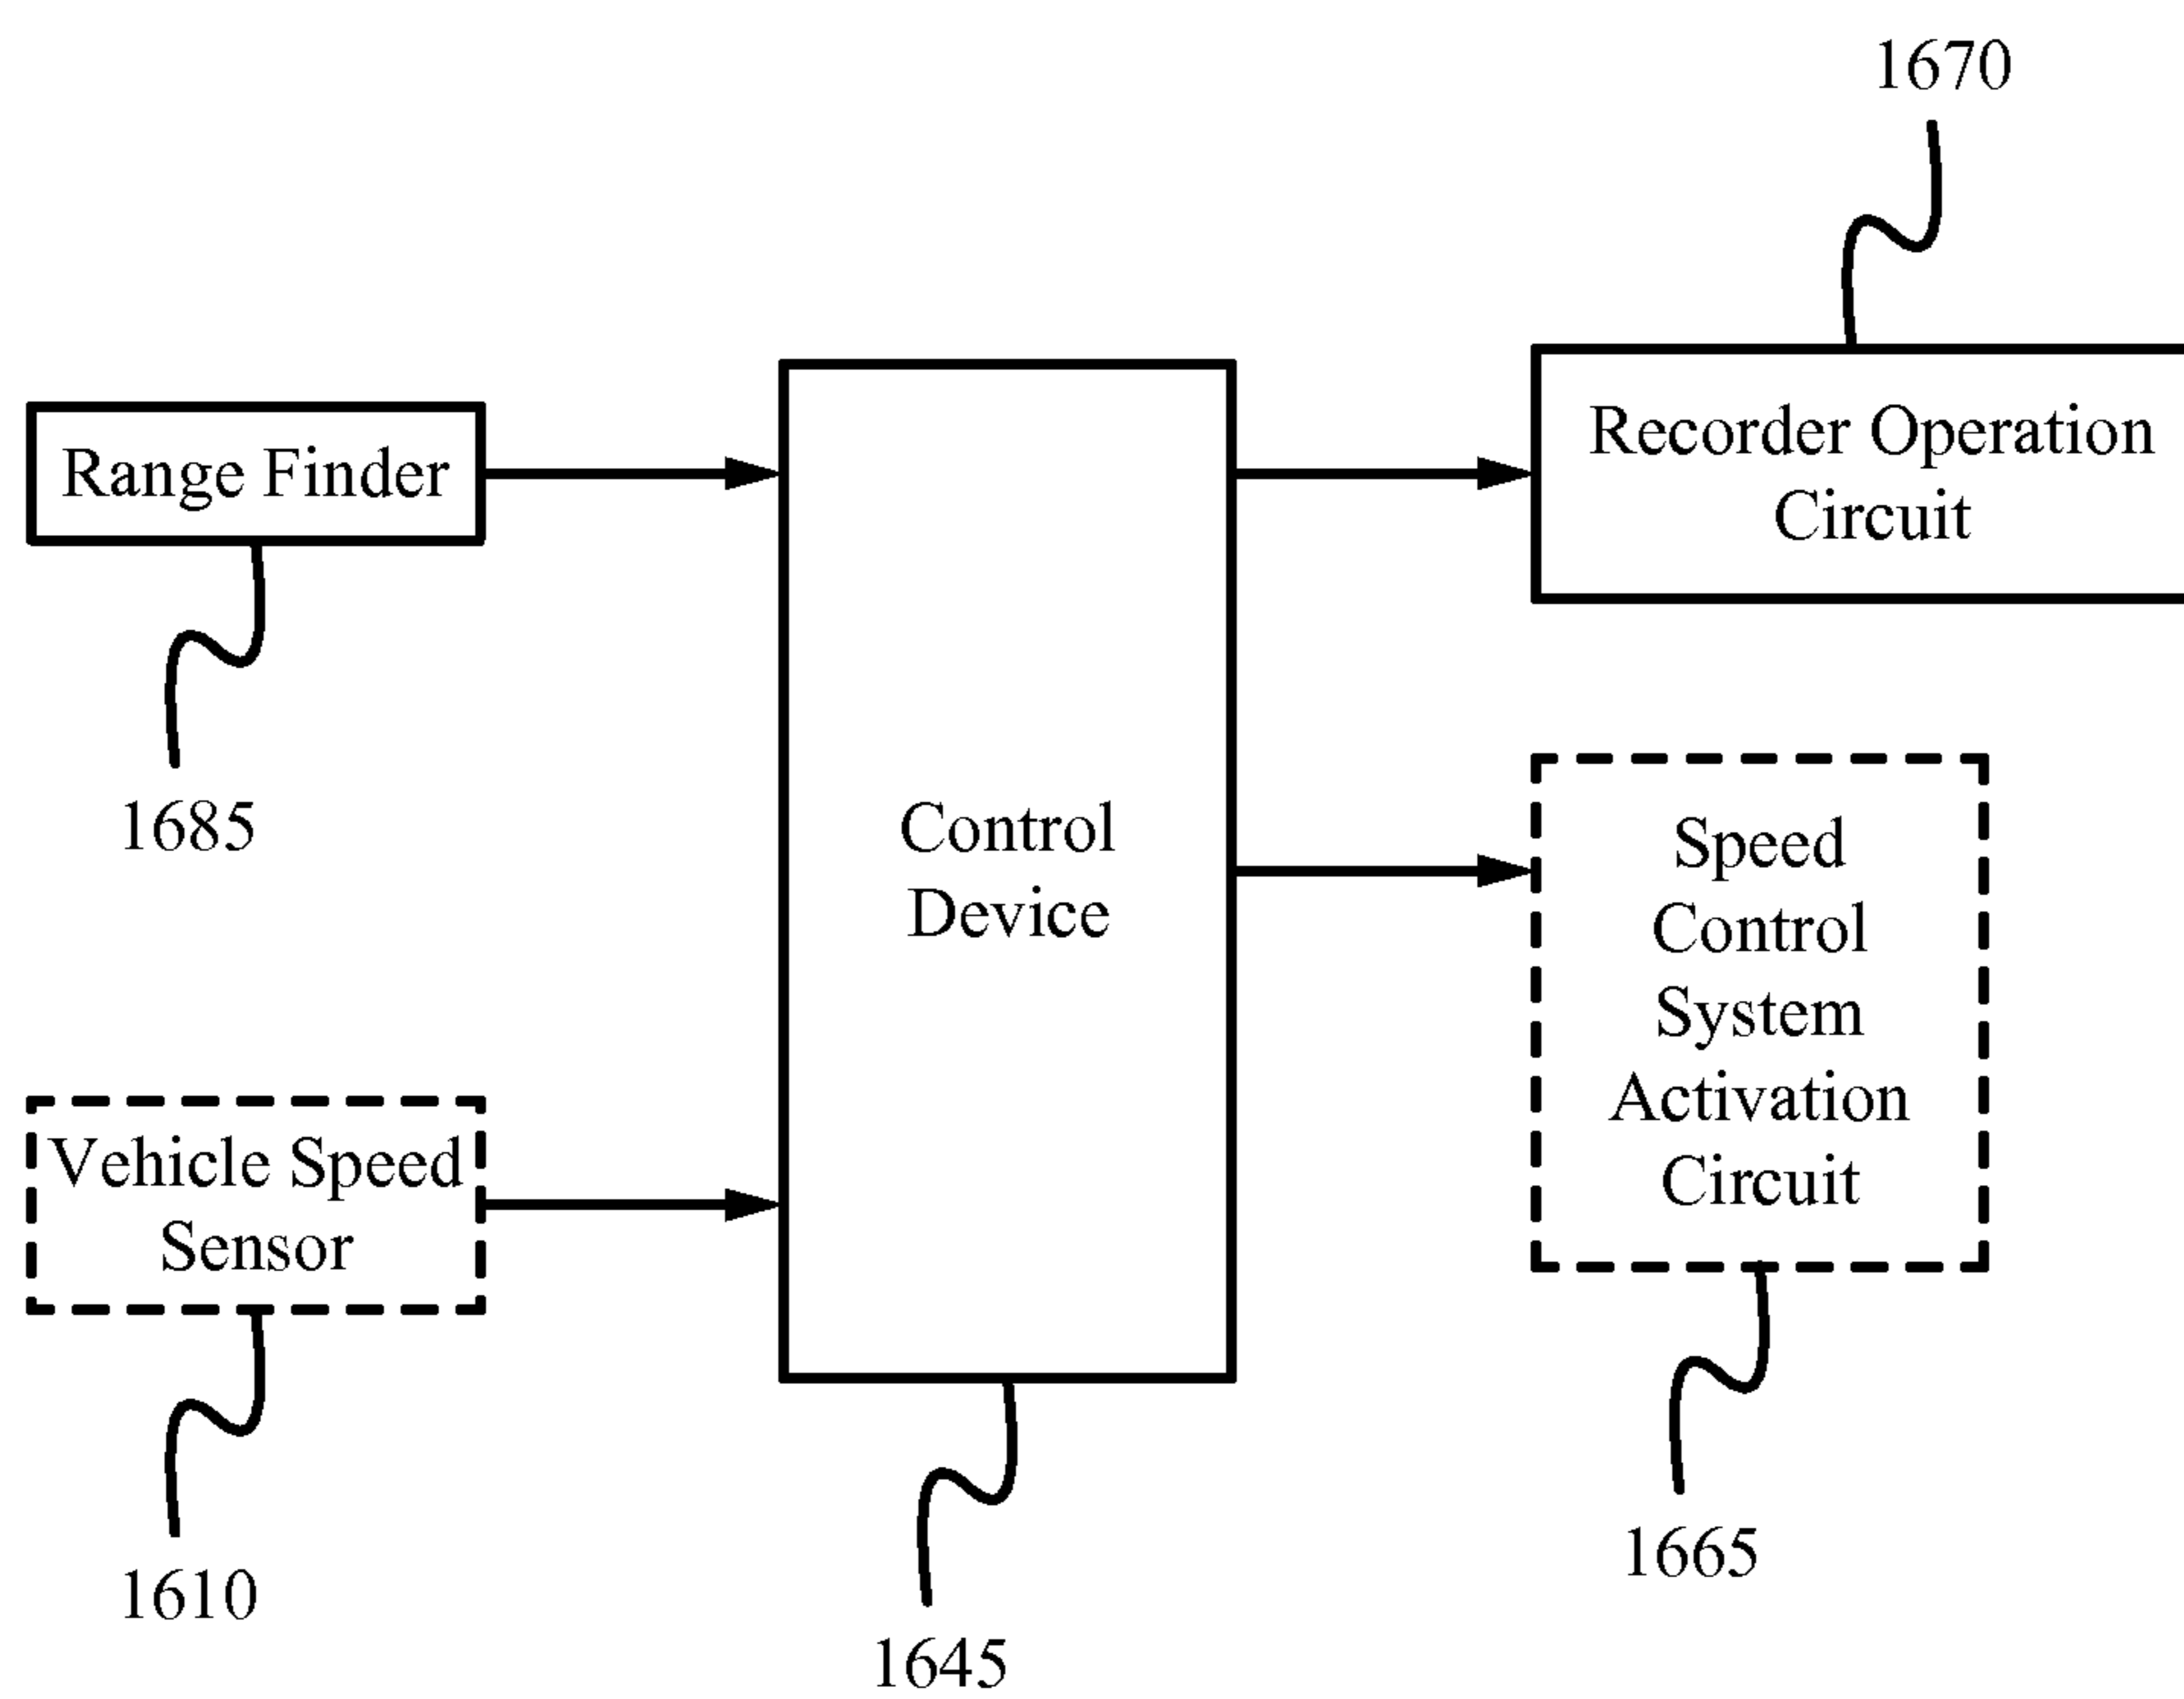 1670
Range Finder
Recorder Operation
Circuit
1685
Control
Device
Speed
Control
System
Activation
Circuit
Vehicle Speed
Sensor
1610
1645
1665